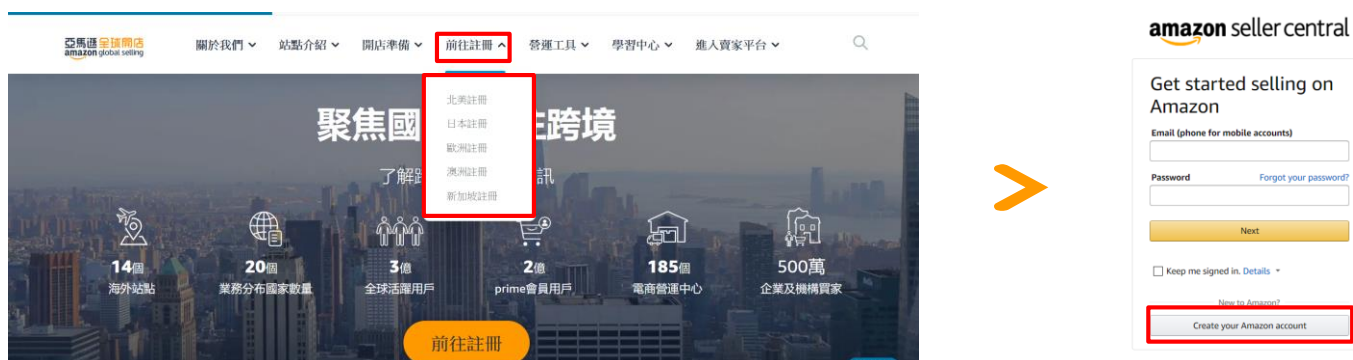 亞馬遜全球開店
amazon global selling
關於我們
站點介紹
開店準備
前往註冊
營運工具
學習中心
進入賣家平台
北美註冊
日本註冊
歐洲註冊
澳洲註冊
新加坡註冊
聚焦國
跨境
了解
訊
14個
海外站點
20個
業務分布國家數量
3億
全球活躍用戶
2億
prime會員用戶
185個
電商營運中心
500萬
企業及機構買家
前往註冊
amazon seller central
Get started selling on
Amazon
Email (phone for mobile accounts)
Password
Forgot your password?
Next
Keep me signed in. Details
New to Amazon?
Create your Amazon account